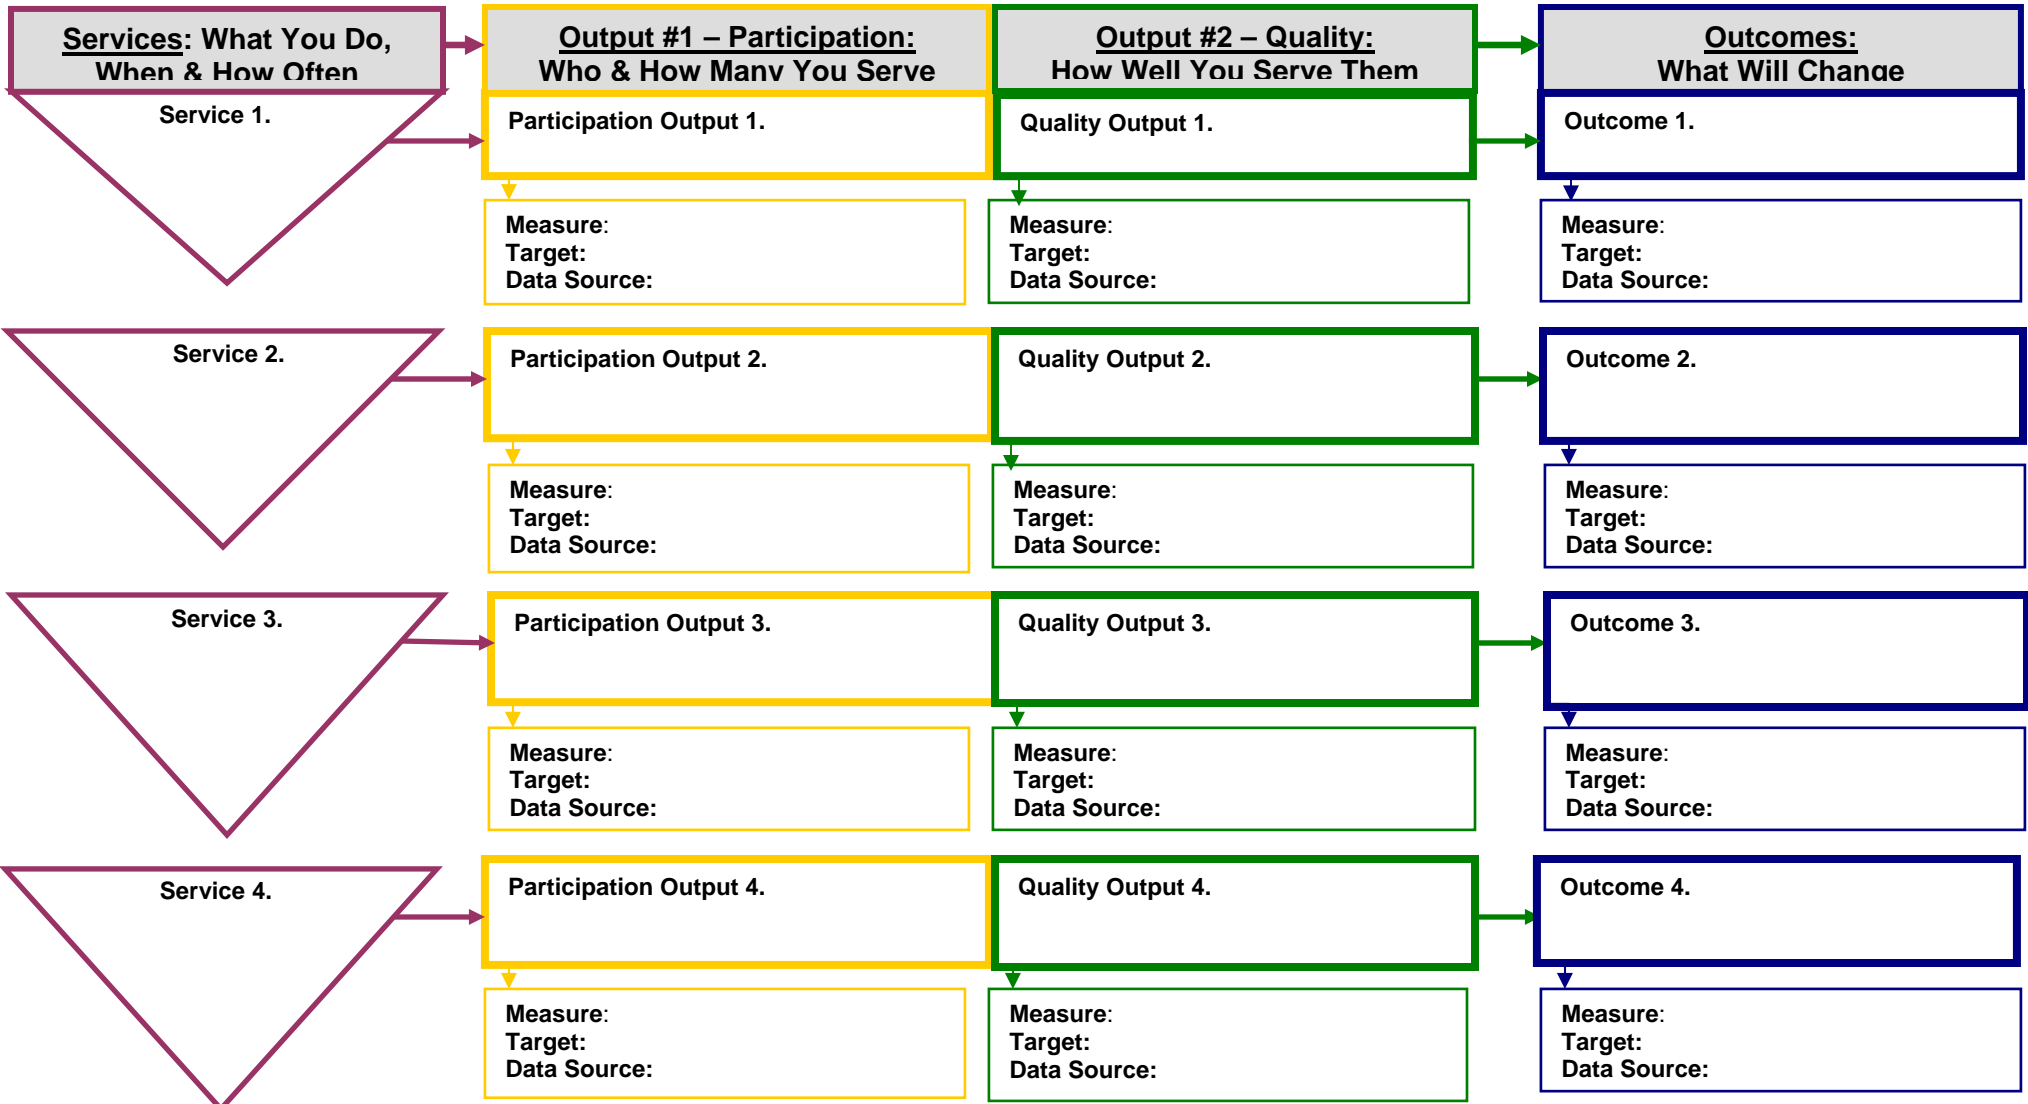 Services: What You Do,
When & How Often
Output #1 – Participation:
Who & How Many You Serve
Output #2 – Quality:
How Well You Serve Them
Outcomes:
What Will Change
Service 1.
Participation Output 1.
Quality Output 1.
Outcome 1.
Measure:
Target:
Data Source:
Measure:
Target:
Data Source:
Measure:
Target:
Data Source:
Service 2.
Participation Output 2.
Quality Output 2.
Outcome 2.
Measure:
Target:
Data Source:
Measure:
Target:
Data Source:
Measure:
Target:
Data Source:
Service 3.
Participation Output 3.
Quality Output 3.
Outcome 3.
Measure:
Target:
Data Source:
Measure:
Target:
Data Source:
Measure:
Target:
Data Source:
Service 4.
Participation Output 4.
Quality Output 4.
Outcome 4.
Measure:
Target:
Data Source:
Measure:
Target:
Data Source:
Measure:
Target:
Data Source: